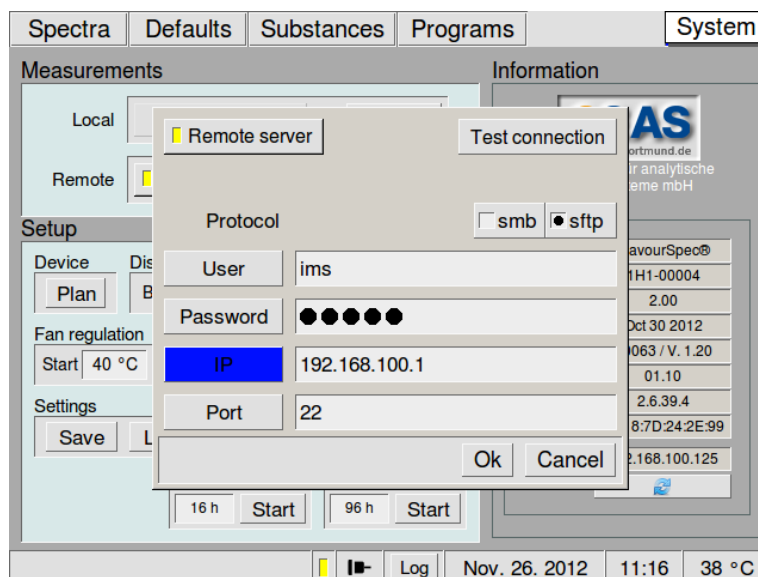 Spectra Defaults Substances Programs System
Measurements Information
Local
Remote
Remote server Test connection
AS
ortmund.de
r analytische
eme mbH
Protocol smb sftp
User ims
Password ●●●●●
IP 192.168.100.1
Port 22
Ok Cancel
Setup
Device Dis
Plan B
Fan regulation
Start 40 °C
Settings
Save L
16 h Start 96 h Start
avourSpec®
1H1-00004
2.00
Oct 30 2012
0063 / V. 1.20
01.10
2.6.39.4
8:7D:24:2E:99
2.168.100.125
Log Nov. 26. 2012 11:16 38 °C